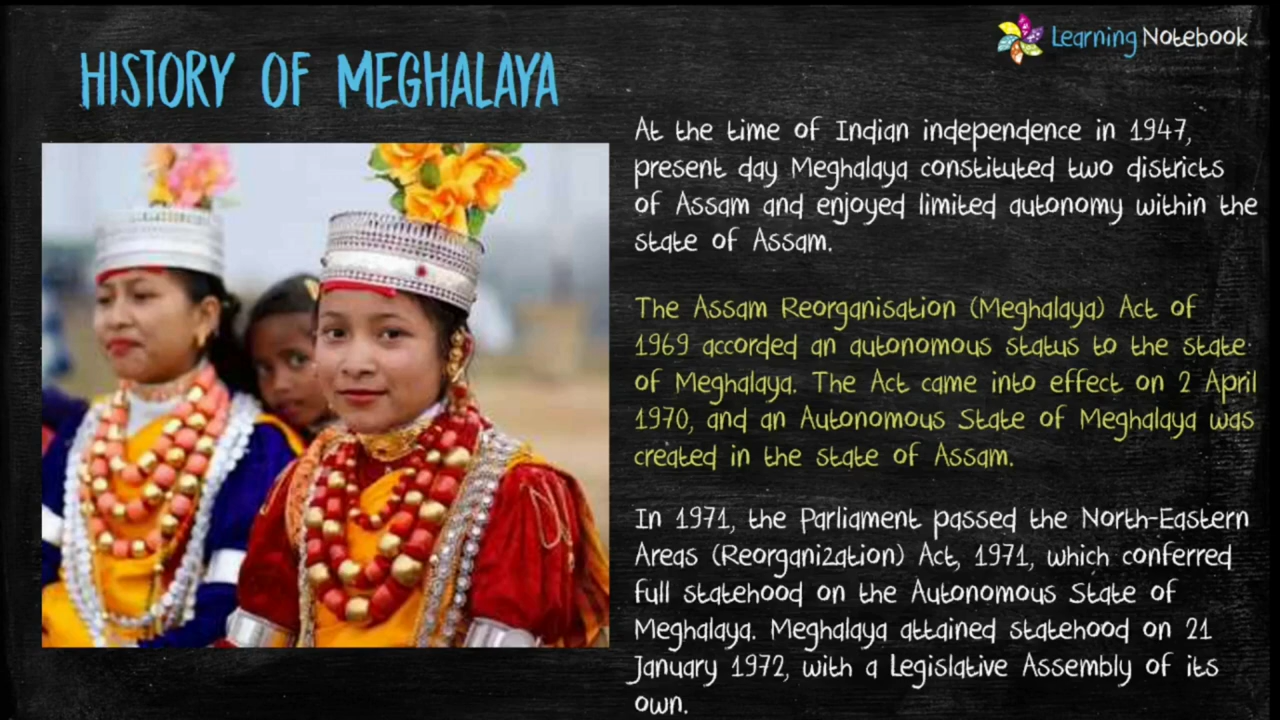 Learning Notebook
HISTORY OF MEGHALAYA
At the time of Indian independence in 1947,
present day Meghalaya constituted two districts
of Assam and enjoyed limited autonomy within the
state of Assam.
The Assam Reorganisation (Meghalaya) Act of
1969 accorded an autonomous status to the state
of Meghalaya. The Act came into effect on 2 April
1970, and an Autonomous State of Meghalaya was
created in the state of Assam.
In 1971, the Parliament passed the North-Eastern
Areas (Reorganization) Act, 1971, which conferred
full statehood on the Autonomous State of
Meghalaya. Meghalaya attained statehood on 21
January 1972, with a Legislative Assembly of its
own.